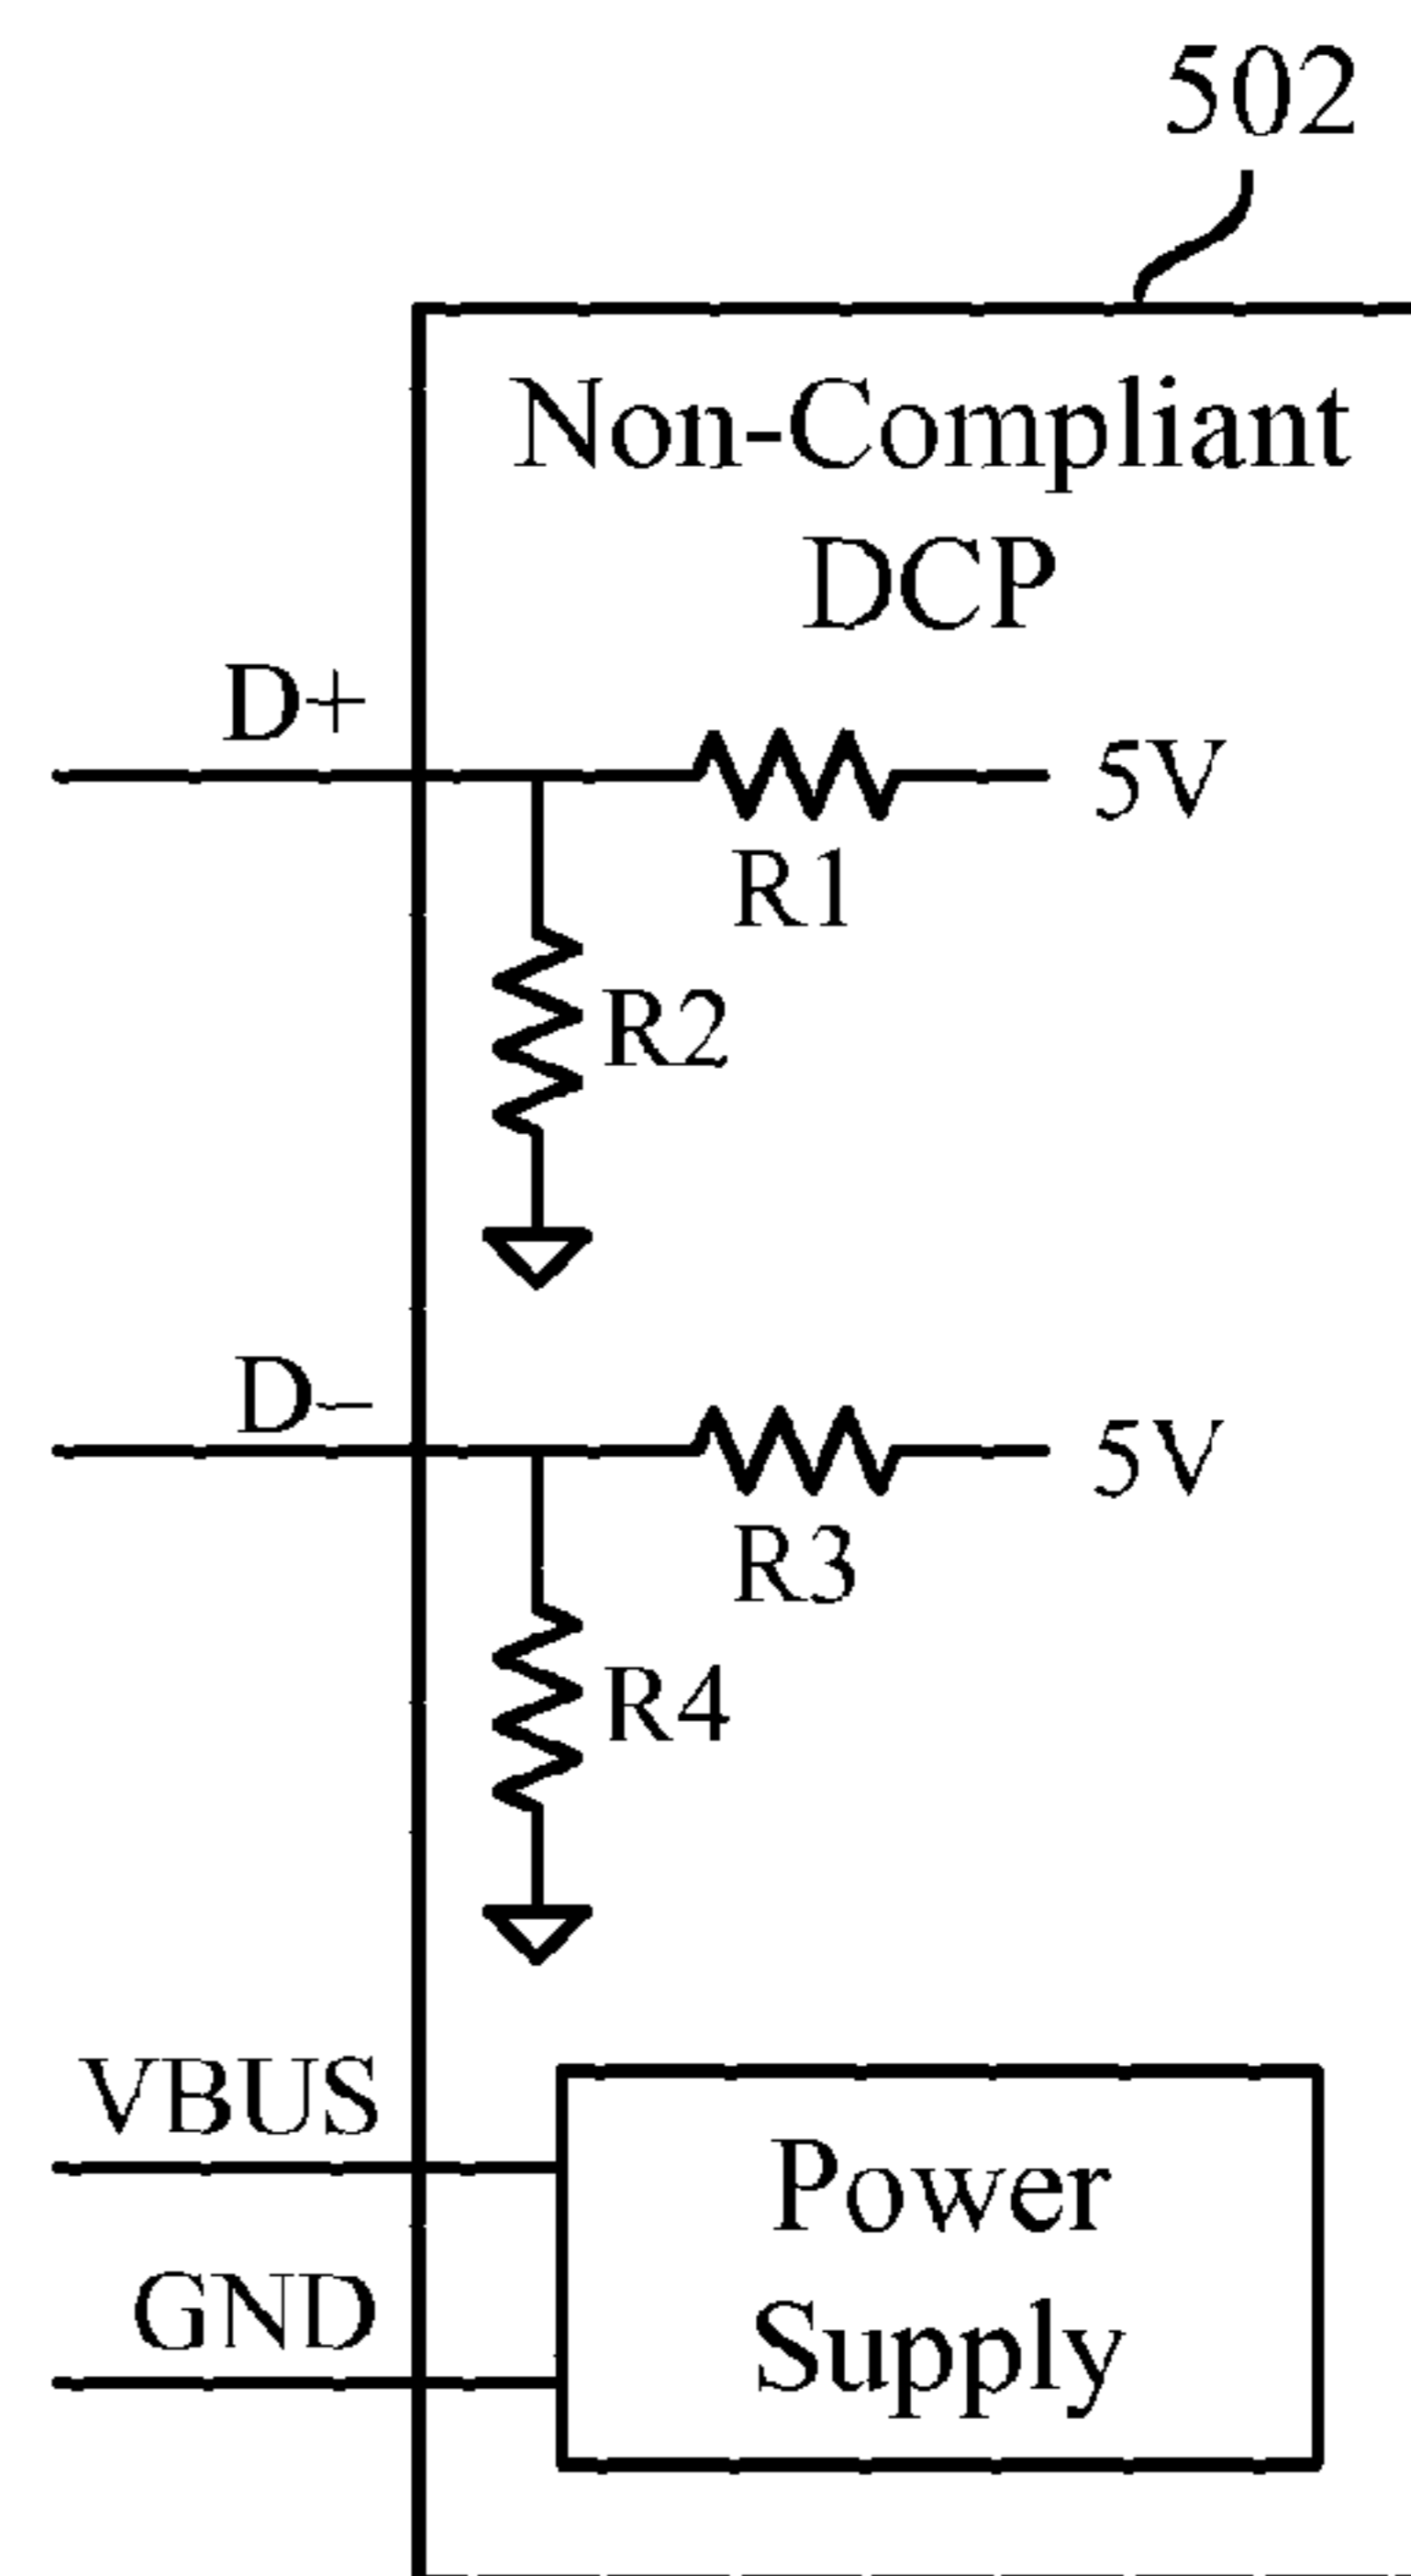 502
Non-Compliant
DCP
D+
5V
R1
R2
D–
5V
R3
R4
VBUS
GND
Power
Supply